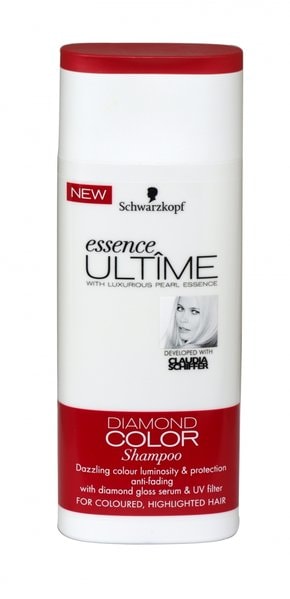 NEW
Schwarzkopf
essence
ULTÎME
WITH LUXURIOUS PEARL ESSENCE
DEVELOPED WITH
CLAUDIA
SCHIFFER
DIAMOND
COLOR
Shampoo
Dazzling colour luminosity & protection
anti-fading
with diamond gloss serum & UV filter
FOR COLOURED, HIGHLIGHTED HAIR